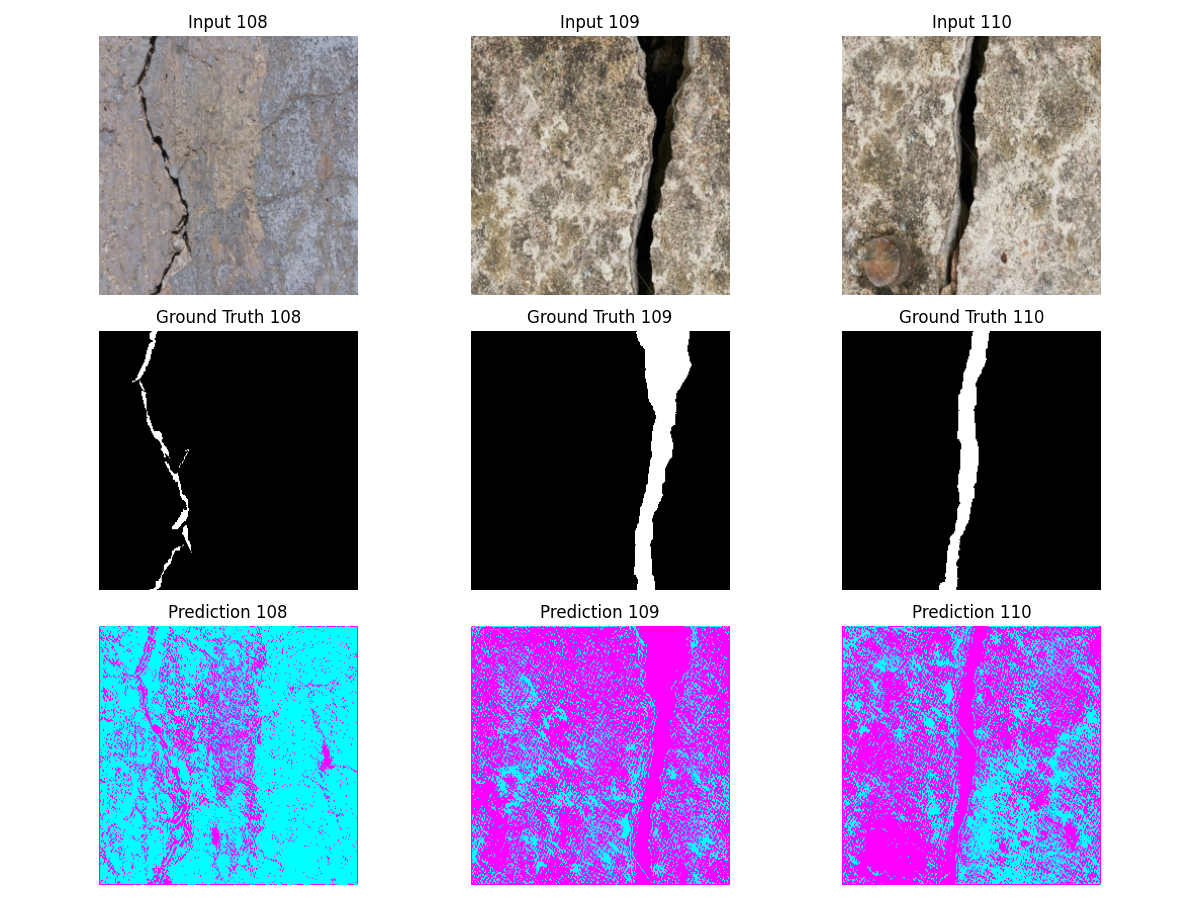 Input 108
Input 109
Input 110
Ground Truth 108
Ground Truth 109
Ground Truth 110
Prediction 108
Prediction 109
Prediction 110